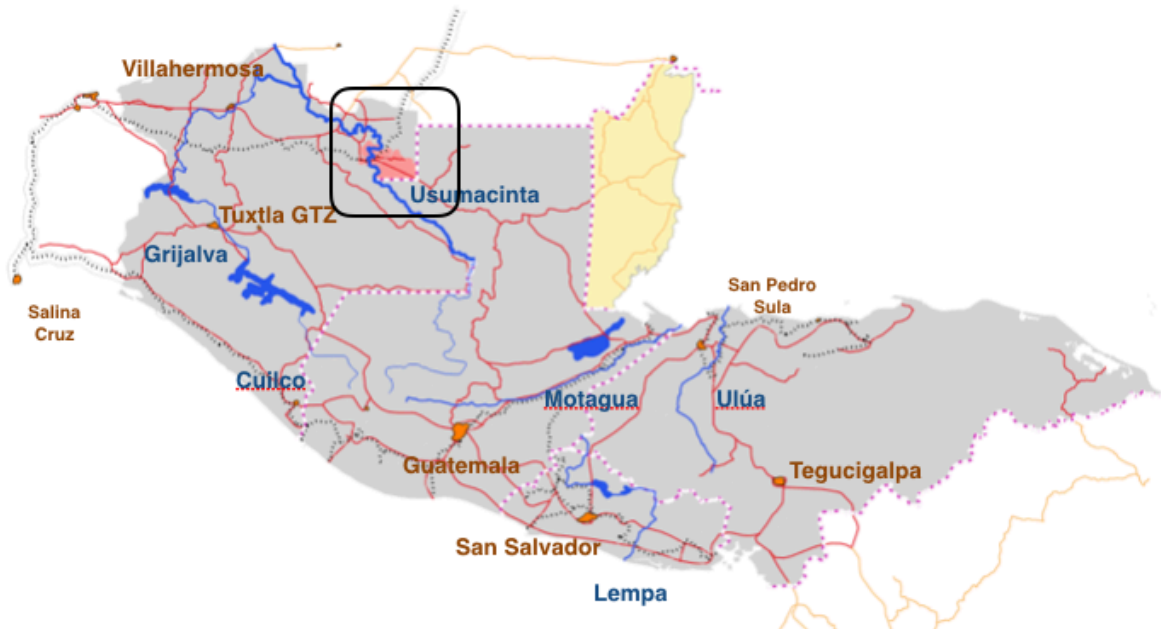 Villahermosa
Usumacinta
Tuxtla GTZ
Grijalva
Salina
Cruz
San Pedro
Sula
Cuilco
Motagua
Ulúa
Guatemala
Tegucigalpa
San Salvador
Lempa